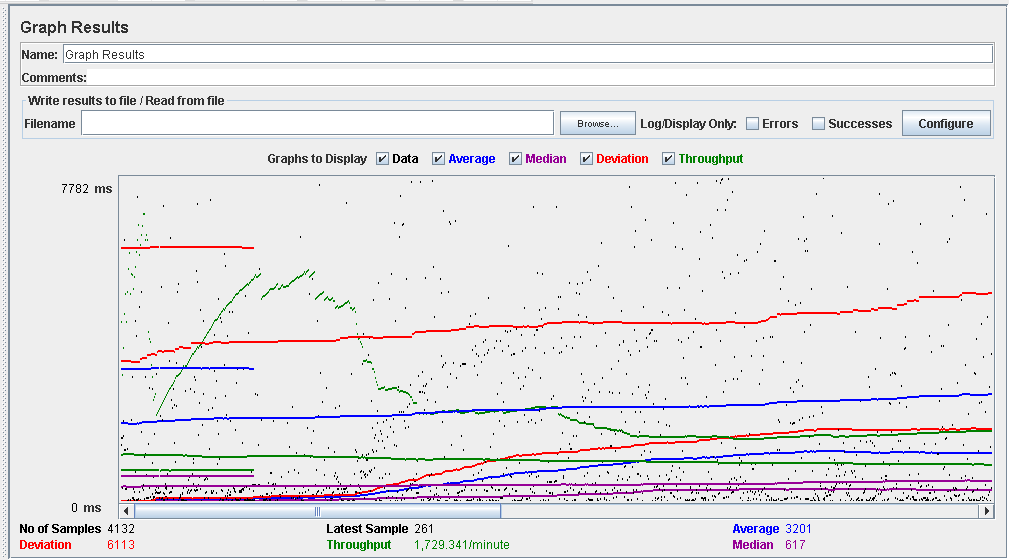 Graph Results
Name: Graph Results
Comments:
Write results to file / Read from file
Filename Browse... Log/Display Only: Errors Successes Configure
Graphs to Display Data Average Median Deviation Throughput
7782 ms
0 ms
No of Samples 4132 Latest Sample 261 Average 3201
Deviation 6113 Throughput 1,729.341/minute Median 617